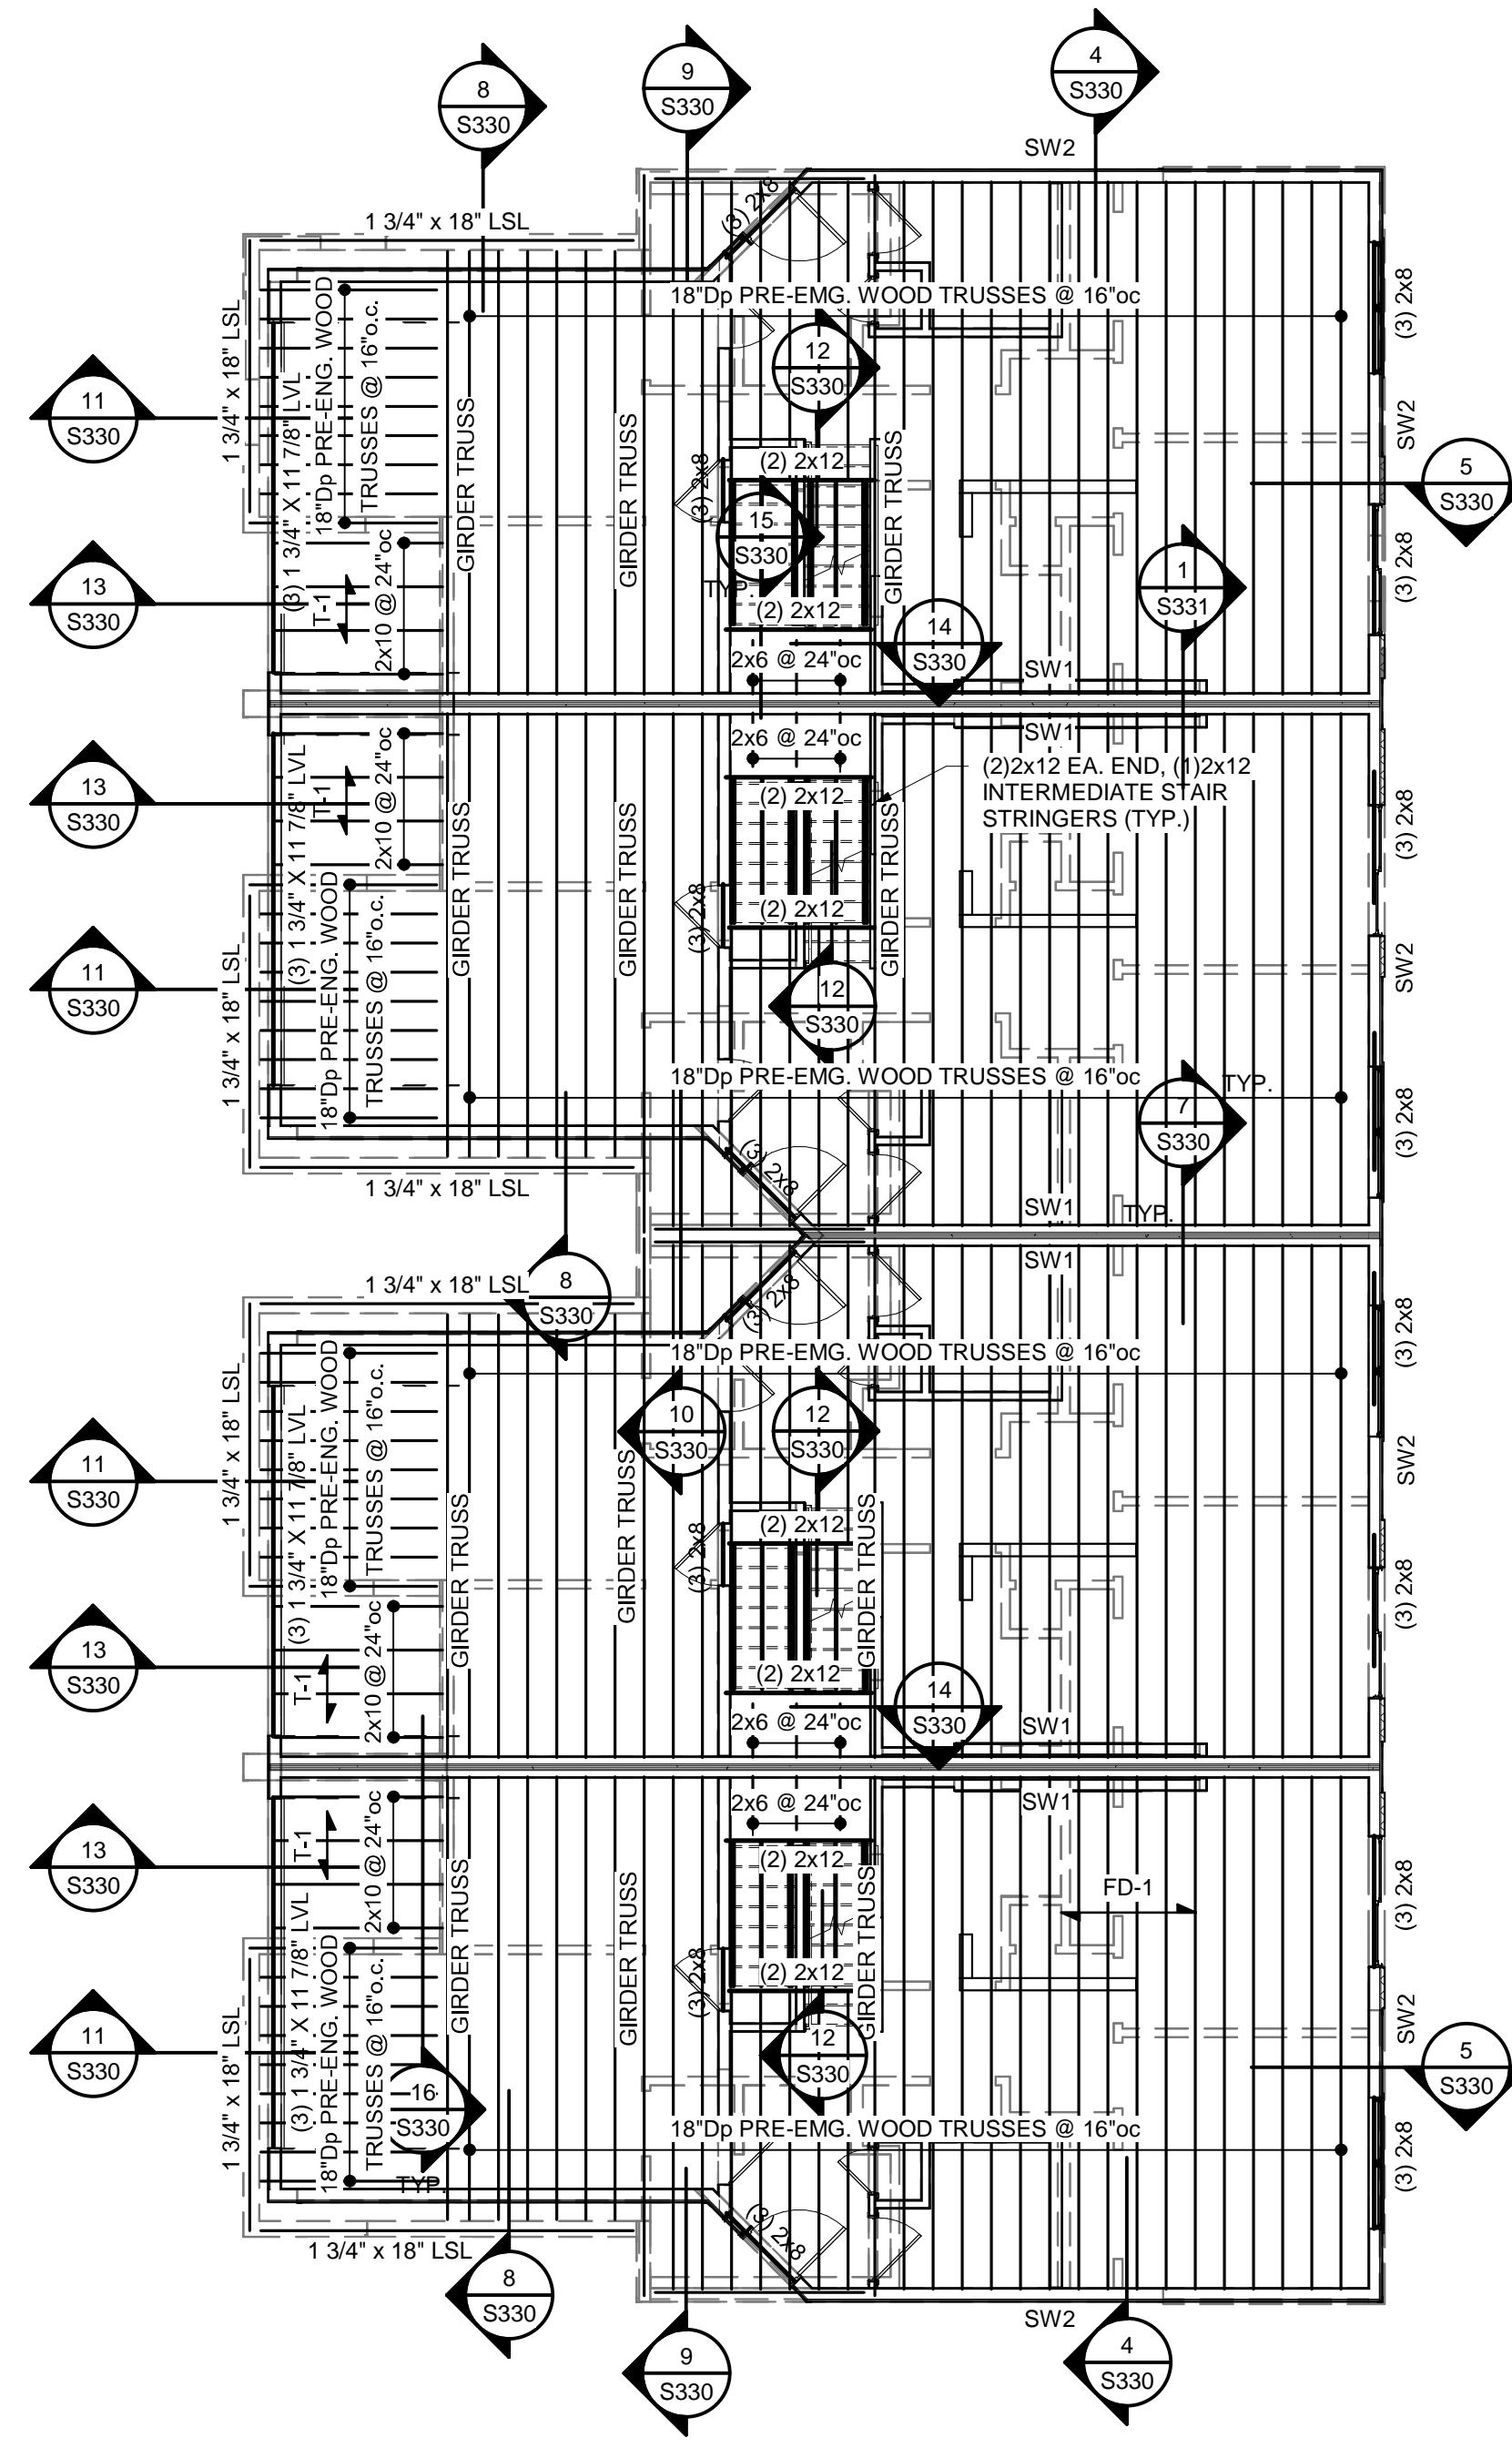 4
S330
9
S330
8
S330
SW2
1 3/4" x 18" LSL
(3) 2x8
18"Dp PRE-EMG. WOOD TRUSSES @ 16"oc
(3) 2x8
1 3/4" x 18" LSL
(3) 1 3/4" X 11 7/8" LVL
18"Dp PRE-ENG. WOOD
TRUSSES @ 16"o.c.
12
S330
11
S330
GIRDER TRUSS
GIRDER TRUSS
GIRDER TRUSS
SW2
(2) 2x12
(3) 2x8
5
S330
15
S330
TYP.
(3) 2x8
13
S330
T-1
2x10 @ 24"oc
1
S331
(2) 2x12
14
S330
2x6 @ 24"oc
SW1
SW1
2x6 @ 24"oc
(2)2x12 EA. END, (1)2x12
INTERMEDIATE STAIR
STRINGERS (TYP.)
13
S330
T-1
2x10 @ 24"oc
(3) 1 3/4" X 11 7/8" LVL
(2) 2x12
(3) 2x8
GIRDER TRUSS
GIRDER TRUSS
GIRDER TRUSS
(2) 2x12
(3) 2x8
11
S330
1 3/4" x 18" LSL
18"Dp PRE-ENG. WOOD
TRUSSES @ 16"o.c.
SW2
12
S330
18"Dp PRE-EMG. WOOD TRUSSES @ 16"oc
TYP.
7
S330
(3) 2x8
(3) 2x8
1 3/4" x 18" LSL
SW1
TYP.
SW1
1 3/4" x 18" LSL
8
S330
(3) 2x8
(3) 2x8
18"Dp PRE-EMG. WOOD TRUSSES @ 16"oc
10
S330
12
S330
1 3/4" x 18" LSL
(3) 1 3/4" X 11 7/8" LVL
18"Dp PRE-ENG. WOOD
TRUSSES @ 16"o.c.
11
S330
SW2
GIRDER TRUSS
GIRDER TRUSS
GIRDER TRUSS
(2) 2x12
(3) 2x8
(3) 2x8
13
S330
T-1
2x10 @ 24"oc
(2) 2x12
14
S330
2x6 @ 24"oc
SW1
SW1
2x6 @ 24"oc
13
S330
T-1
2x10 @ 24"oc
(2) 2x12
FD-1
(3) 2x8
(3) 1 3/4" X 11 7/8" LVL
GIRDER TRUSS
GIRDER TRUSS
GIRDER TRUSS
(2) 2x12
(3) 2x8
11
S330
1 3/4" x 18" LSL
18"Dp PRE-ENG. WOOD
TRUSSES @ 16"o.c.
12
S330
SW2
5
S330
16
S330
TYP.
18"Dp PRE-EMG. WOOD TRUSSES @ 16"oc
(3) 2x8
(3) 2x8
1 3/4" x 18" LSL
8
S330
SW2
9
S330
4
S330